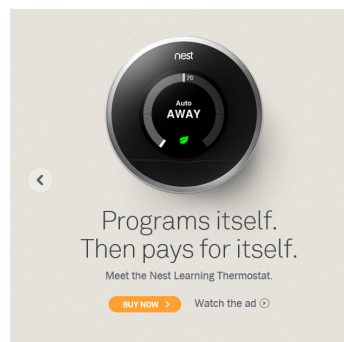 nest
70
Auto
AWAY
Programs itself.
Then pays for itself.
Meet the Nest Learning Thermostat.
BUY NOW
Watch the ad